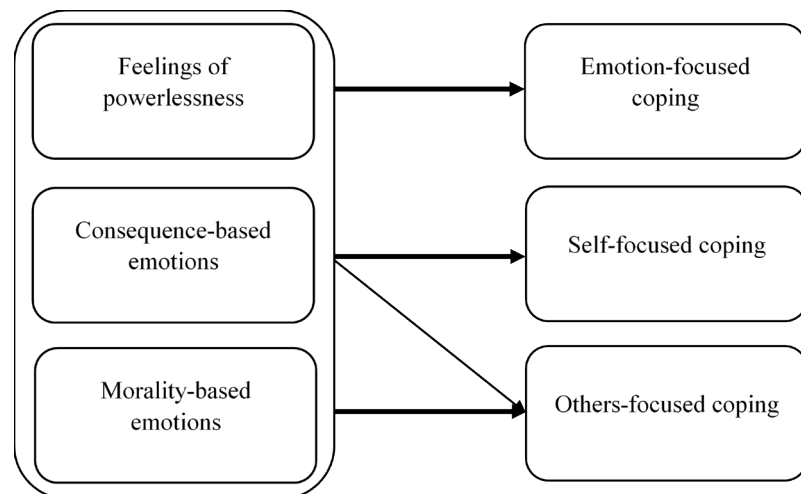 Feelings of
powerlessness
Emotion-focused
coping
Consequence-based
emotions
Self-focused coping
Morality-based
emotions
Others-focused coping